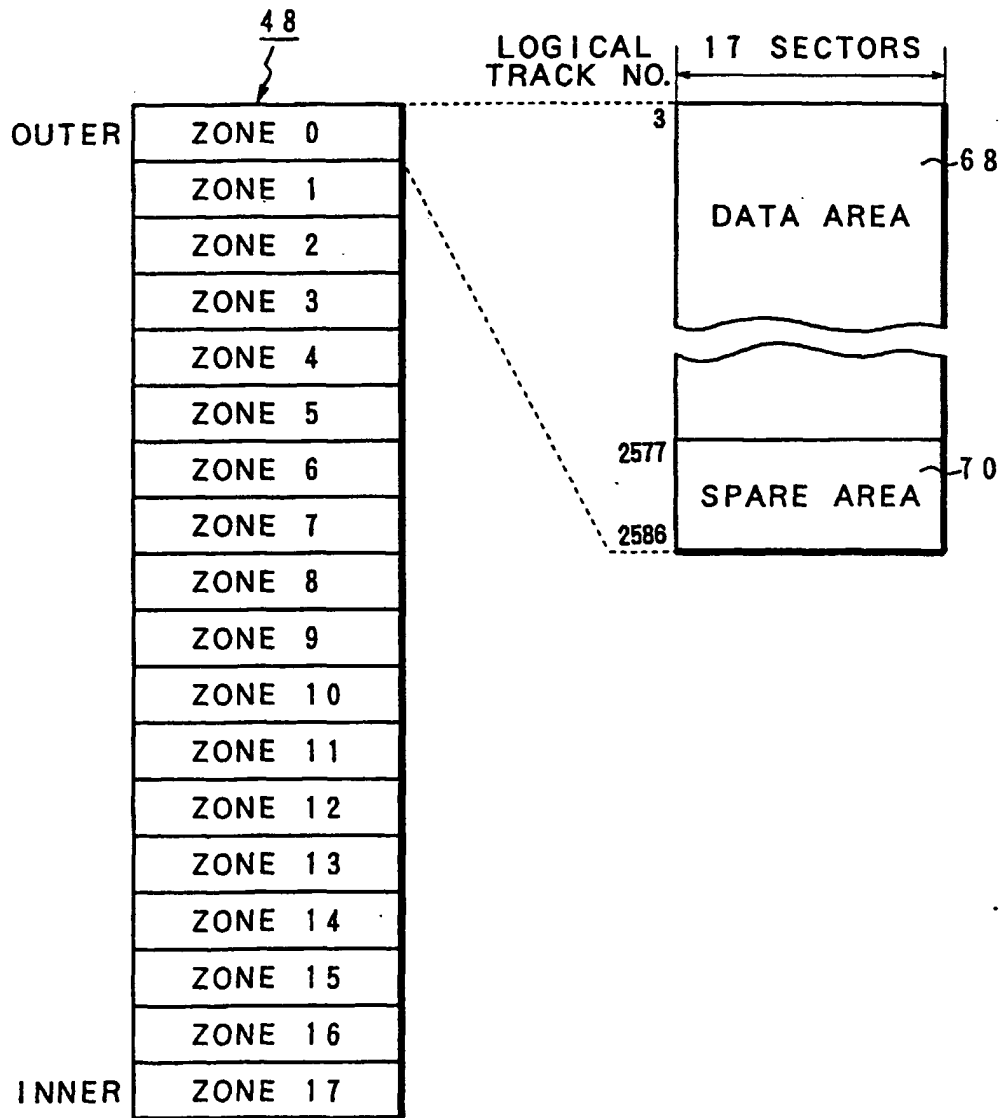 48
OUTER
ZONE 0
ZONE 1
ZONE 2
ZONE 3
ZONE 4
ZONE 5
ZONE 6
ZONE 7
ZONE 8
ZONE 9
ZONE 10
ZONE 11
ZONE 12
ZONE 13
ZONE 14
ZONE 15
ZONE 16
INNER
ZONE 17
LOGICAL
TRACK NO.
17 SECTORS
3
68
DATA AREA
2577
70
SPARE AREA
2586